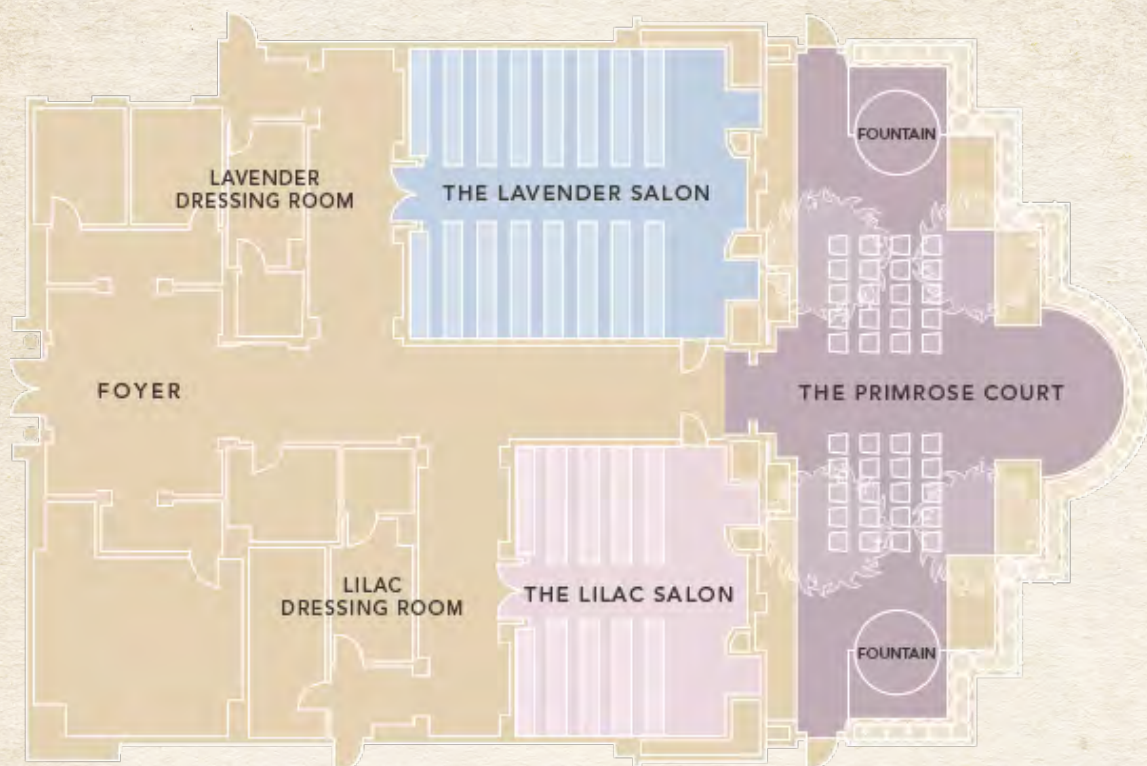 FOUNTAIN
LAVENDER
DRESSING ROOM
THE LAVENDER SALON
FOYER
THE PRIMROSE COURT
LILAC
DRESSING ROOM
THE LILAC SALON
FOUNTAIN